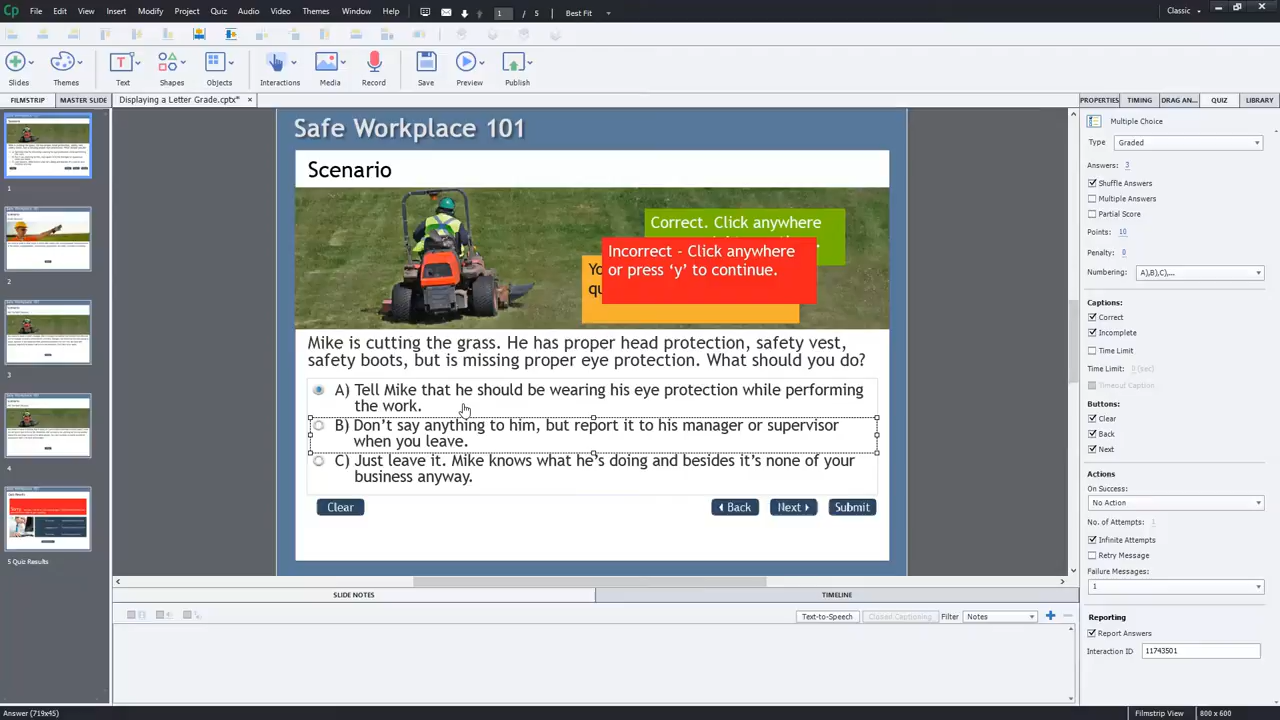 Cp File Edit View Insert Modify Project Quiz Audio Video Themes Window Help 1 / 5 Best Fit Classic
Slides Themes Text Shapes Objects Interactions Media Record Save Preview Publish
FILMSTRIP MASTER SLIDE Displaying a Letter Grade.cptx* × PROPERTIES TIMING DRAG AN... QUIZ LIBRARY
1
2
3
4
5 Quiz Results
Safe Workplace 101
Scenario
Correct. Click anywhere
Incorrect - Click anywhere
or press ‘y’ to continue.
Mike is cutting the grass. He has proper head protection, safety vest,
safety boots, but is missing proper eye protection. What should you do?
A) Tell Mike that he should be wearing his eye protection while performing
the work.
B) Don’t say anything to him, but report it to his manager or supervisor
when you leave.
C) Just leave it. Mike knows what he’s doing and besides it’s none of your
business anyway.
Clear Back Next Submit
SLIDE NOTES TIMELINE
Text-to-Speech Closed Captioning Filter Notes
Multiple Choice
Type Graded
Answers: 3
Shuffle Answers
Multiple Answers
Partial Score
Points: 10
Penalty: 0
Numbering: A),B),C),...
Captions:
Correct
Incomplete
Time Limit
Time Limit: 0 (sec)
Timeout Caption
Buttons:
Clear
Back
Next
Actions
On Success:
No Action
No. of Attempts: 1
Infinite Attempts
Retry Message
Failure Messages:
1
Reporting
Report Answers
Interaction ID 11743501
Answer (719x45) Filmstrip View 800 x 600